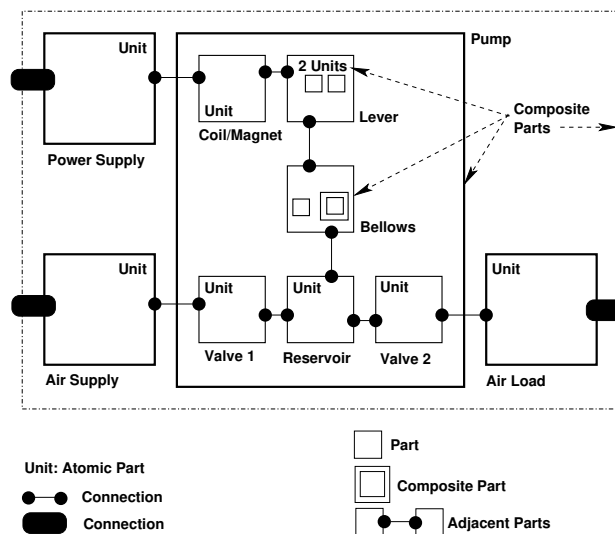 Unit
Pump
2 Units
Unit
Coil/Magnet
Lever
Composite
Parts
Power Supply
Bellows
Unit
Unit
Unit
Unit
Unit
Valve 1
Reservoir
Valve 2
Air Supply
Air Load
Part
Unit: Atomic Part
Composite Part
Connection
Connection
Adjacent Parts